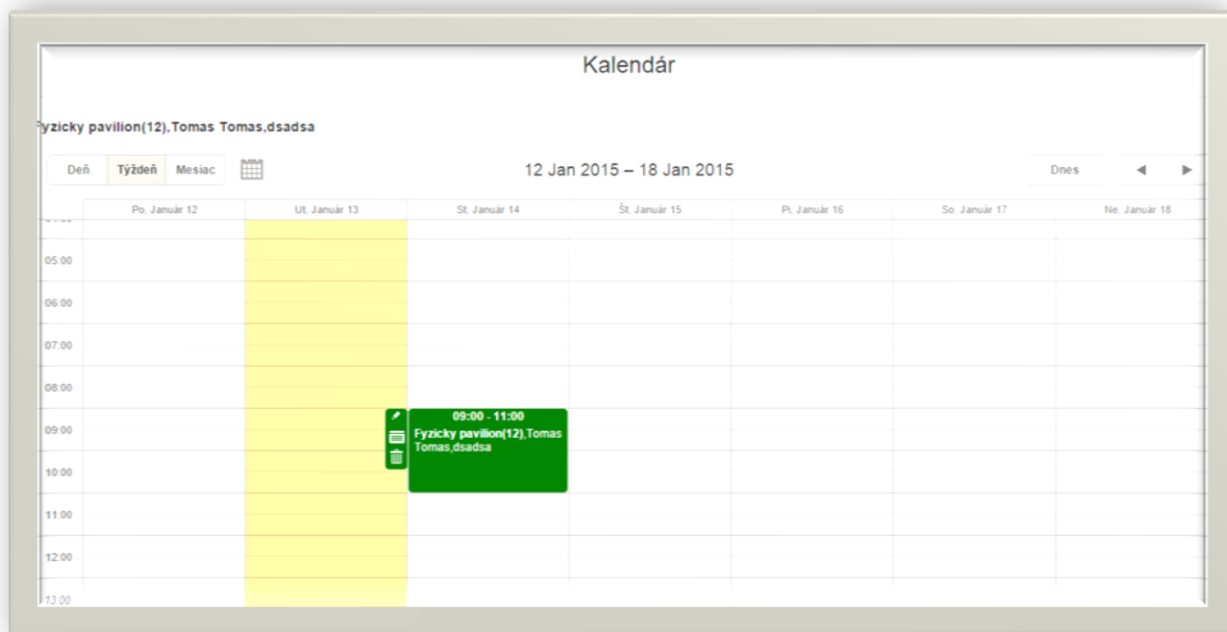 Kalendár
Fyzicky pavilion(12),Tomas Tomas,dsadsa
Deň Týždeň Mesiac 12 Jan 2015 – 18 Jan 2015 Dnes
Po, Január 12 Ut, Január 13 St, Január 14 Št, Január 15 Pi, Január 16 So, Január 17 Ne, Január 18
05:00
06:00
07:00
08:00
09:00 - 11:00
09:00
Fyzicky pavilion(12),Tomas
Tomas,dsadsa
10:00
11:00
12:00
13:00